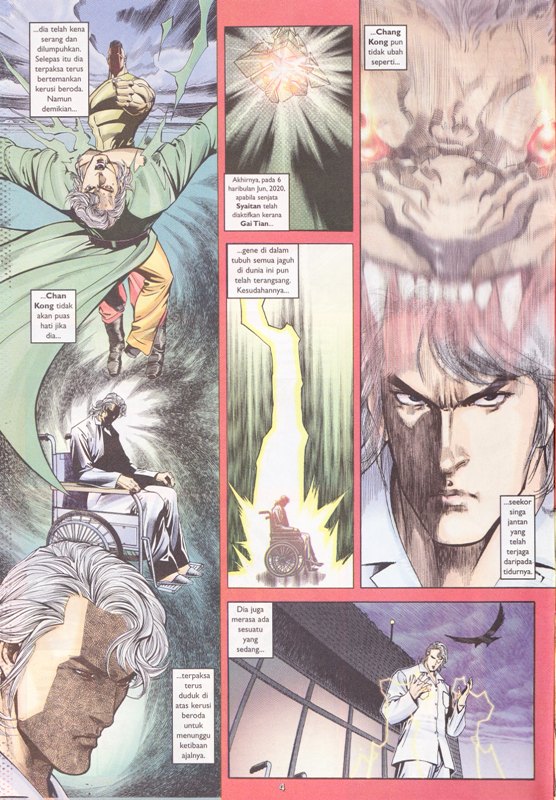 ...dia telah kena
serang dan
dilumpuhkan.
Selepas itu dia
terpaksa terus
bertemankan
kerusi beroda.
Namun
demikian...
...Chan
Kong tidak
akan puas
hati jika
dia...
...terpaksa
terus
duduk di
atas kerusi
beroda
untuk
menunggu
ketibaan
ajalnya.
Akhirnya, pada 6
haribulan Jun, 2020,
apabila senjata
Syaitan telah
diaktifkan kerana
Gai Tian...
...gene di dalam
tubuh semua jaguh
di dunia ini pun
telah terangsang.
Kesudahannya...
...Chang
Kong pun
tidak ubah
seperti...
...seekor
singa
jantan
yang
telah
terjaga
daripada
tidurnya.
Dia juga
merasa ada
sesuatu
yang
sedang...
4